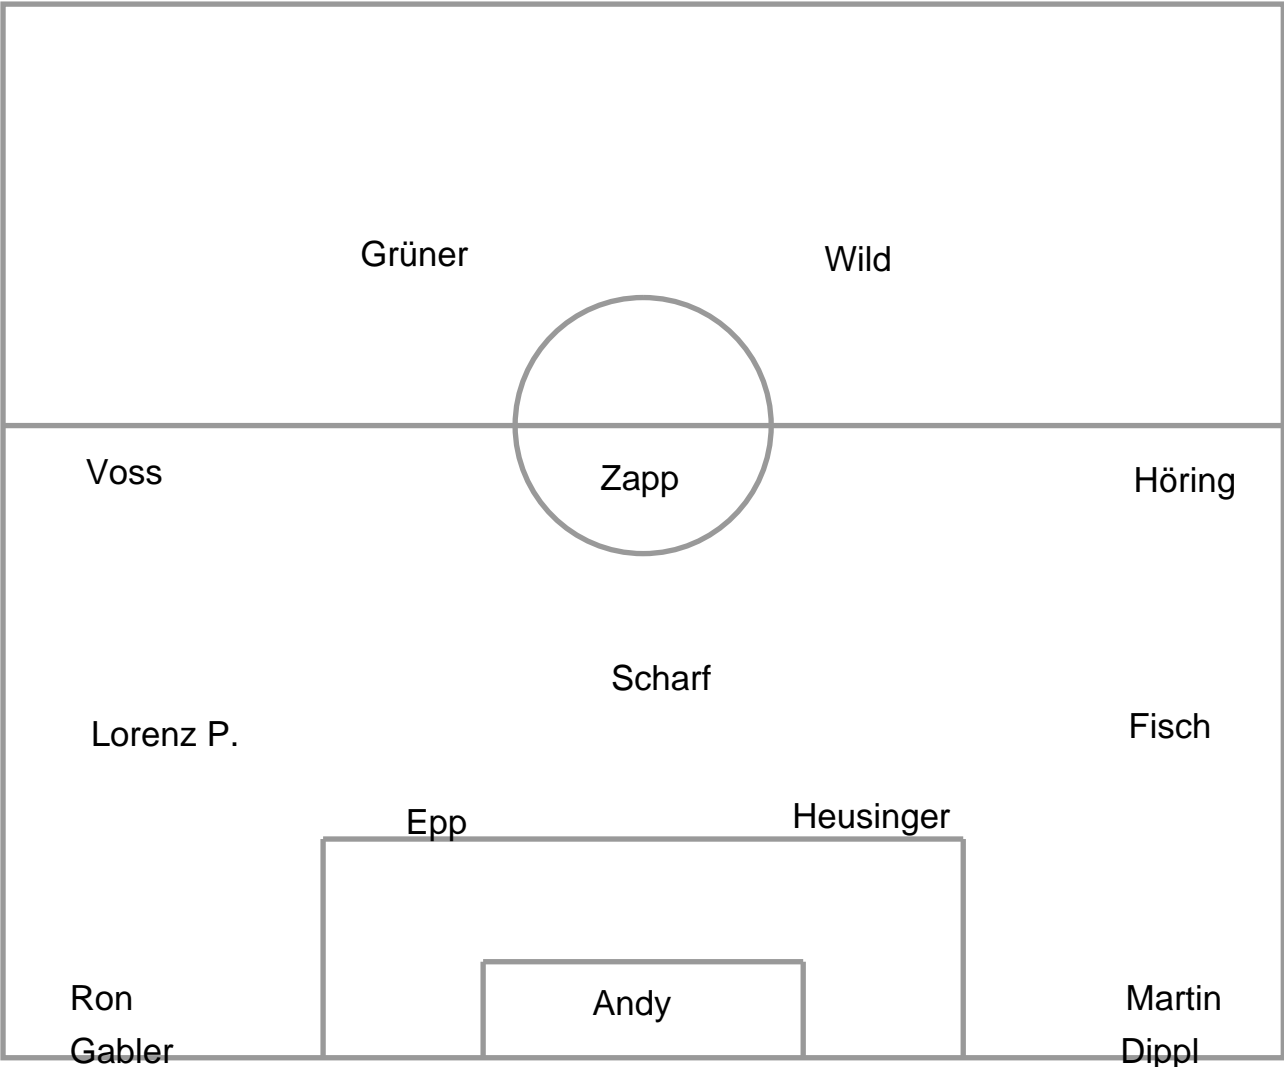 Grüner
Wild
Voss
Zapp
Höring
Scharf
Lorenz P.
Fisch
Epp
Heusinger
Ron
Andy
Martin
Gabler
Dippl